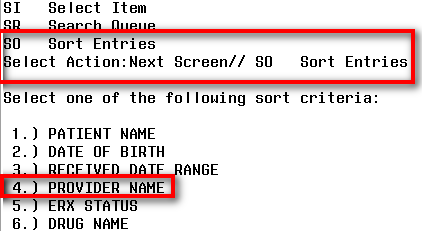 SI Select Item
SR Search Queue
SO Sort Entries
Select Action:Next Screen// SO Sort Entries
Select one of the following sort criteria:
1.) PATIENT NAME
2.) DATE OF BIRTH
3.) RECEIVED DATE RANGE
4.) PROVIDER NAME
5.) ERX STATUS
6.) DRUG NAME